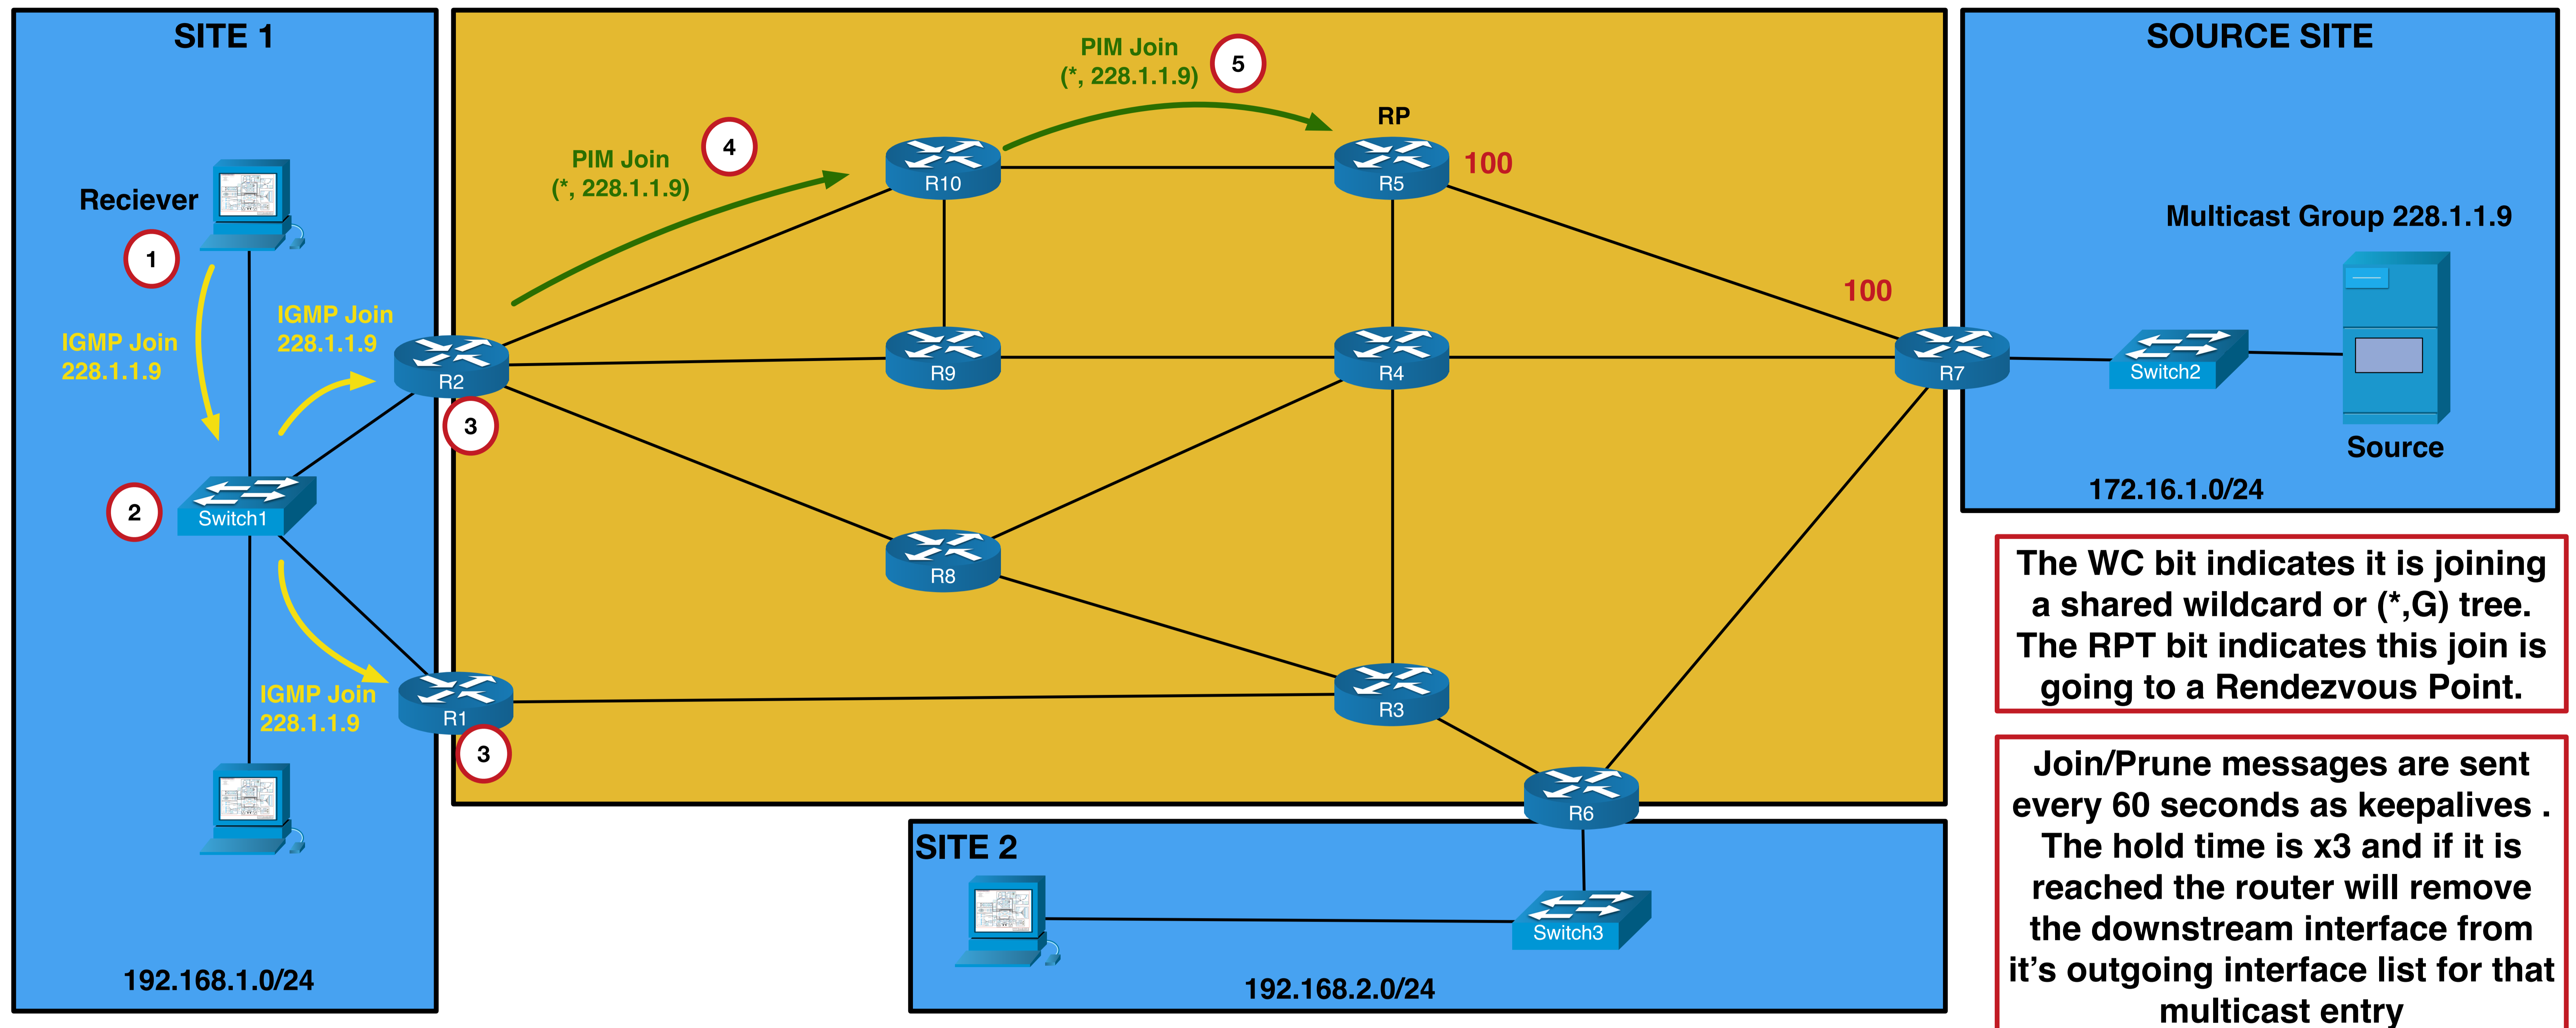 SITE 1
Reciever
1
IGMP Join
228.1.1.9
IGMP Join
228.1.1.9
2
Switch1
IGMP Join
228.1.1.9
192.168.1.0/24
R2
3
R1
3
PIM Join
(*, 228.1.1.9)
4
PIM Join
(*, 228.1.1.9)
5
RP
R10
R5
100
100
R9
R4
R7
R8
R3
R6
SITE 2
Switch3
192.168.2.0/24
SOURCE SITE
Multicast Group 228.1.1.9
Switch2
Source
172.16.1.0/24
The WC bit indicates it is joining
a shared wildcard or (*,G) tree.
The RPT bit indicates this join is
going to a Rendezvous Point.
Join/Prune messages are sent
every 60 seconds as keepalives .
The hold time is x3 and if it is
reached the router will remove
the downstream interface from
it’s outgoing interface list for that
multicast entry